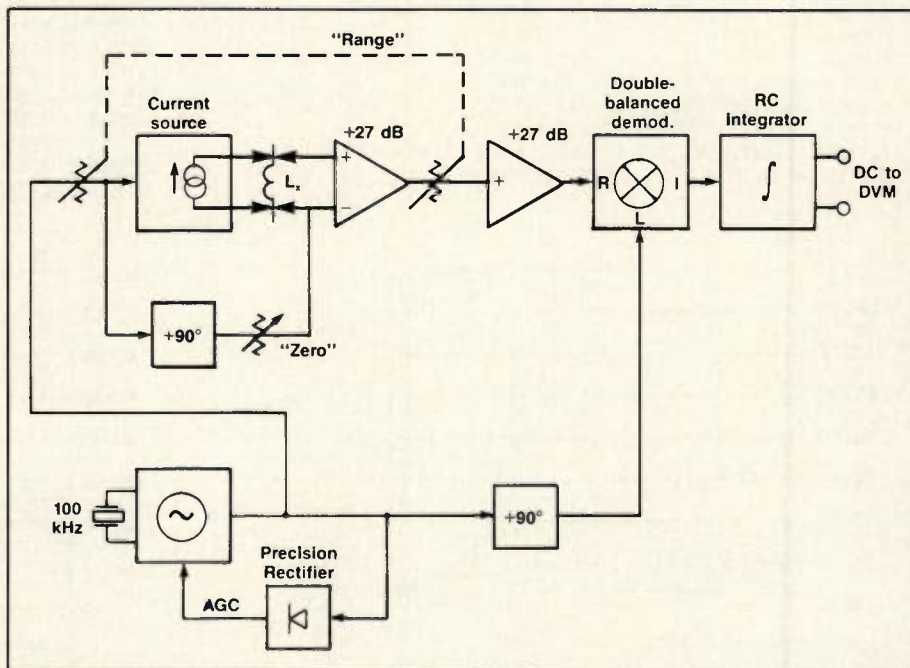 "Range"
Current
source
Lx
+
−
+27 dB
+27 dB
+
Double-
balanced
demod.
R
I
L
RC
Integrator
∫
DC to
DVM
+90°
"Zero"
100
kHz
~
+90°
Precision
Rectifier
AGC